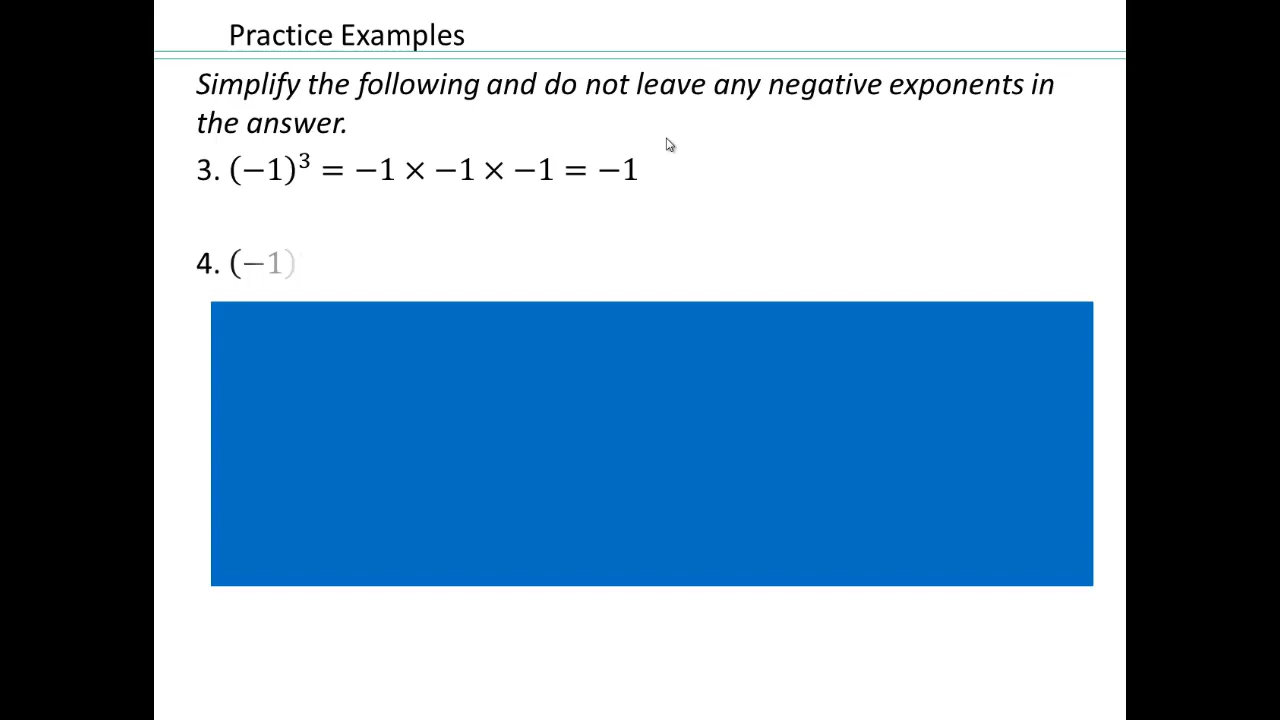 Practice Examples
Simplify the following and do not leave any negative exponents in
the answer.
3. (−1)³ = −1 × −1 × −1 = −1
4. (−1)